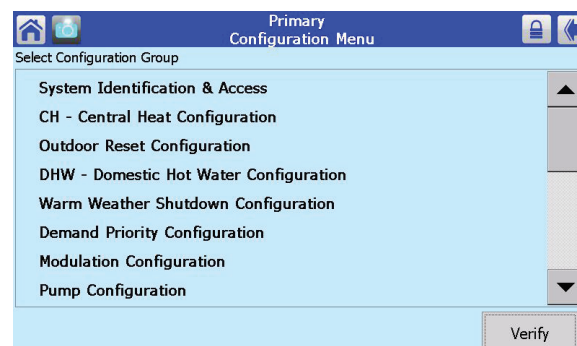 Primary
Configuration Menu
Select Configuration Group
System Identification & Access
CH - Central Heat Configuration
Outdoor Reset Configuration
DHW - Domestic Hot Water Configuration
Warm Weather Shutdown Configuration
Demand Priority Configuration
Modulation Configuration
Pump Configuration
Verify